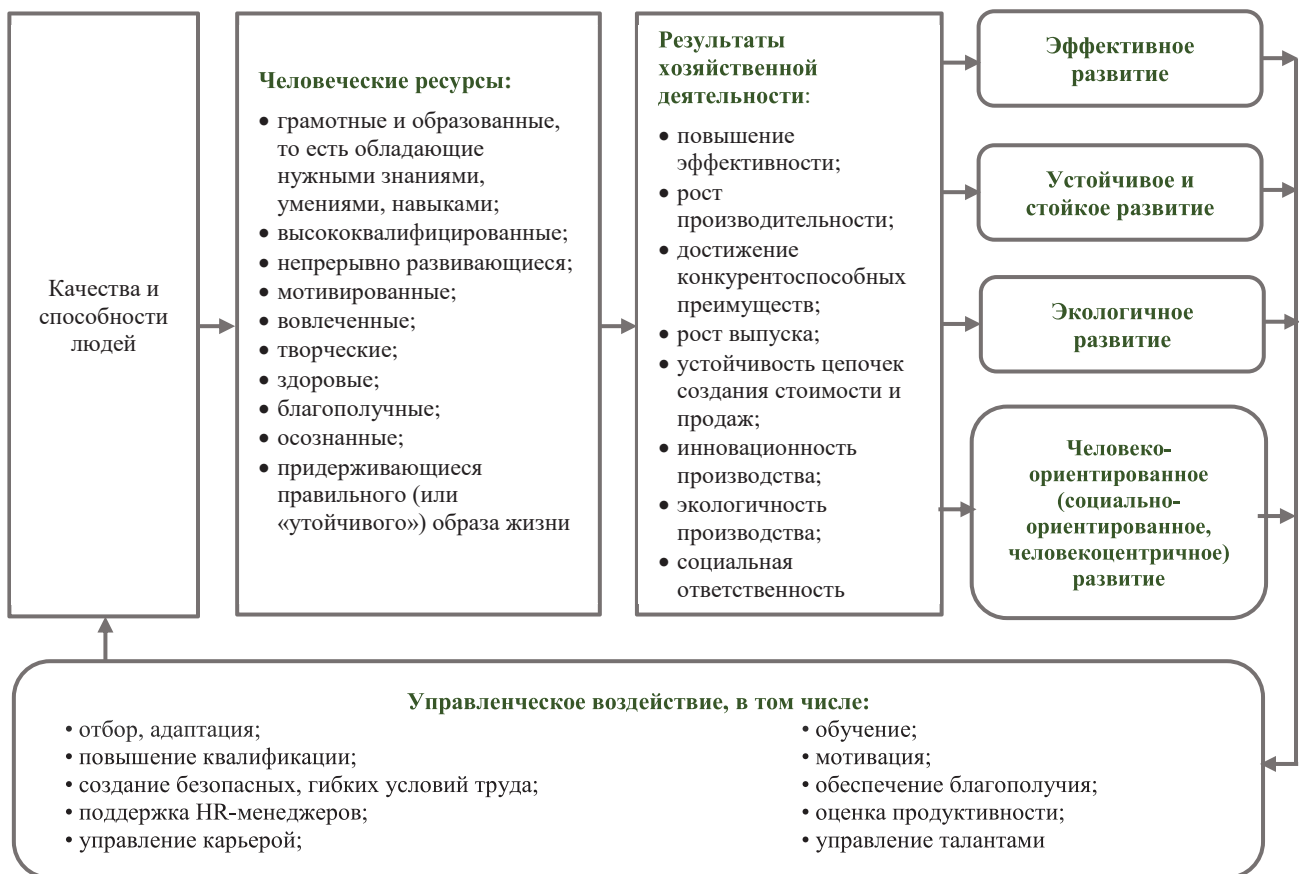 Качества и
способности
людей
Человеческие ресурсы:
• грамотные и образованные,
то есть обладающие
нужными знаниями,
умениями, навыками;
• высококвалифицированные;
• непрерывно развивающиеся;
• мотивированные;
• вовлеченные;
• творческие;
• здоровые;
• благополучные;
• осознанные;
• придерживающиеся
правильного (или
«утойчивого») образа жизни
Результаты
хозяйственной
деятельности:
• повышение
эффективности;
• рост
производительности;
• достижение
конкурентоспособных
преимуществ;
• рост выпуска;
• устойчивость цепочек
создания стоимости и
продаж;
• инновационность
производства;
• экологичность
производства;
• социальная
ответственность
Эффективное
развитие
Устойчивое и
стойкое развитие
Экологичное
развитие
Человеко-
ориентированное
(социально-
ориентированное,
человекоцентричное)
развитие
Управленческое воздействие, в том числе:
• отбор, адаптация;
• повышение квалификации;
• создание безопасных, гибких условий труда;
• поддержка HR-менеджеров;
• управление карьерой;
• обучение;
• мотивация;
• обеспечение благополучия;
• оценка продуктивности;
• управление талантами